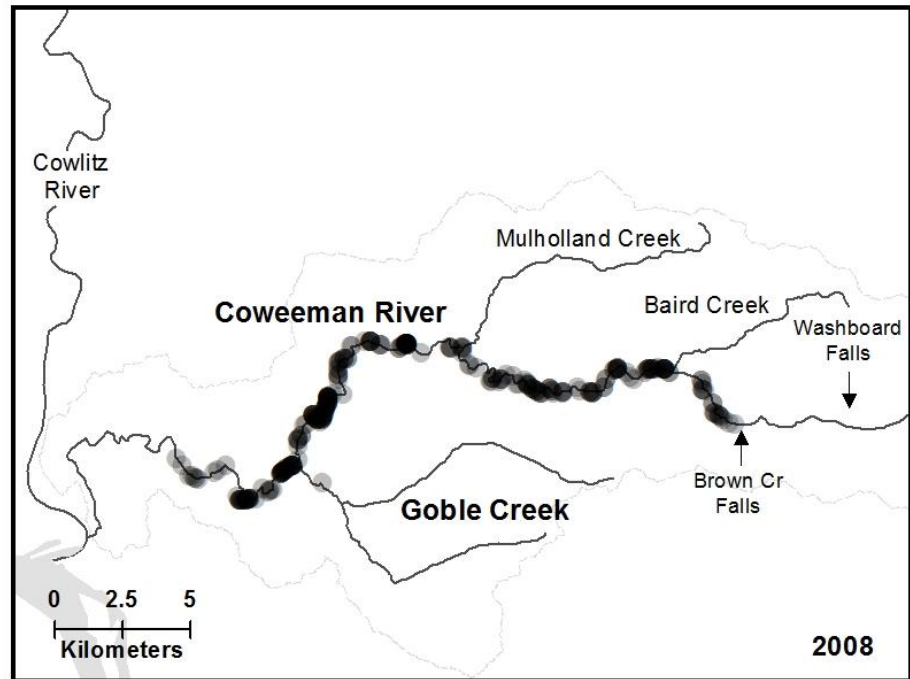 Cowlitz
River
Mulholland Creek
Coweeman River
Baird Creek
Washboard
Falls
Brown Cr
Falls
Goble Creek
0 2.5 5
Kilometers
2008